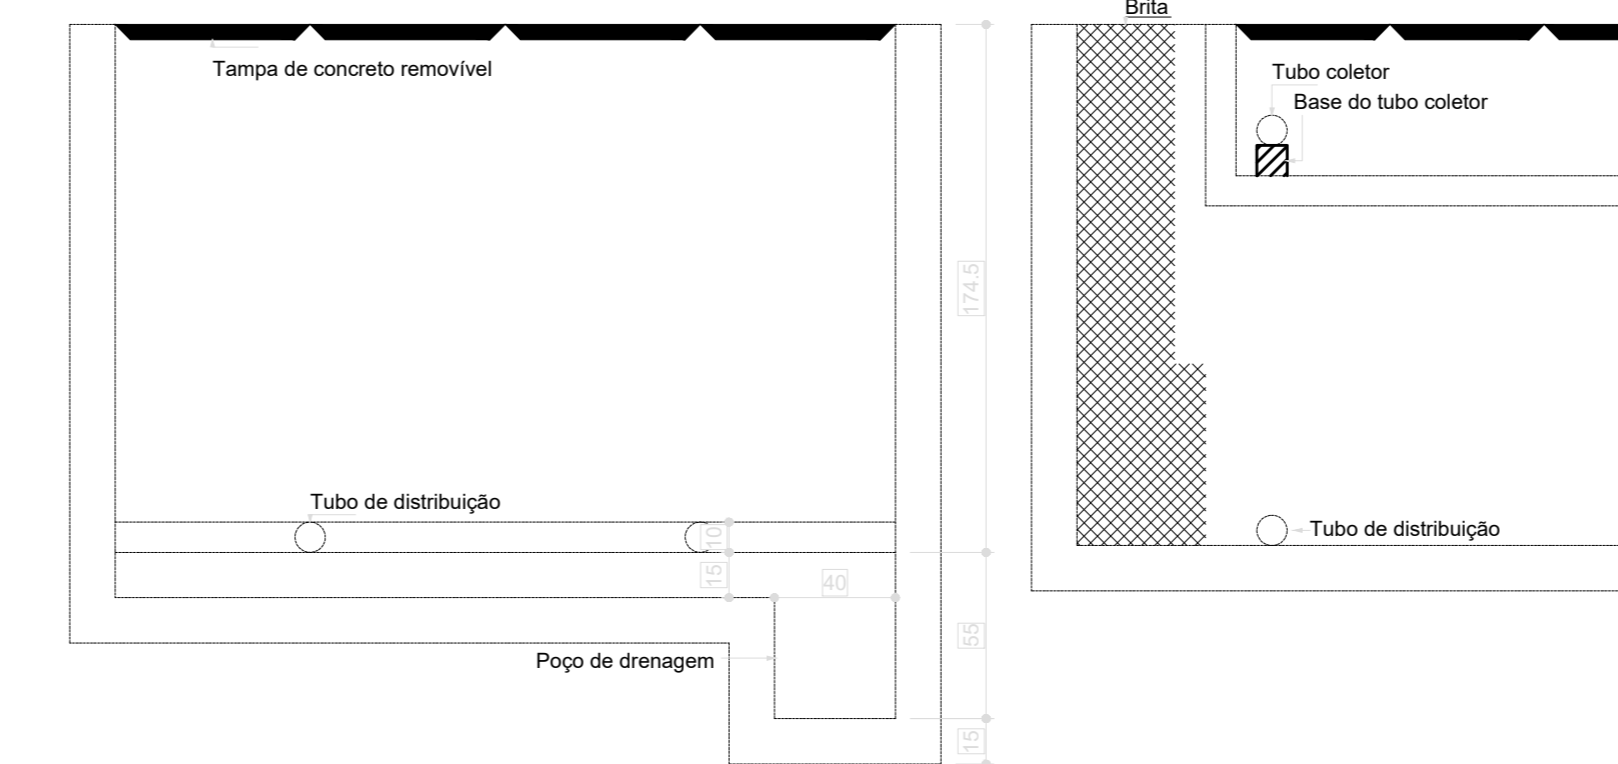 Brita
Tampa de concreto removível
Tubo coletor
Base do tubo coletor
174.5
Tubo de distribuição
10
Tubo de distribuição
15
40
55
Poço de drenagem
15